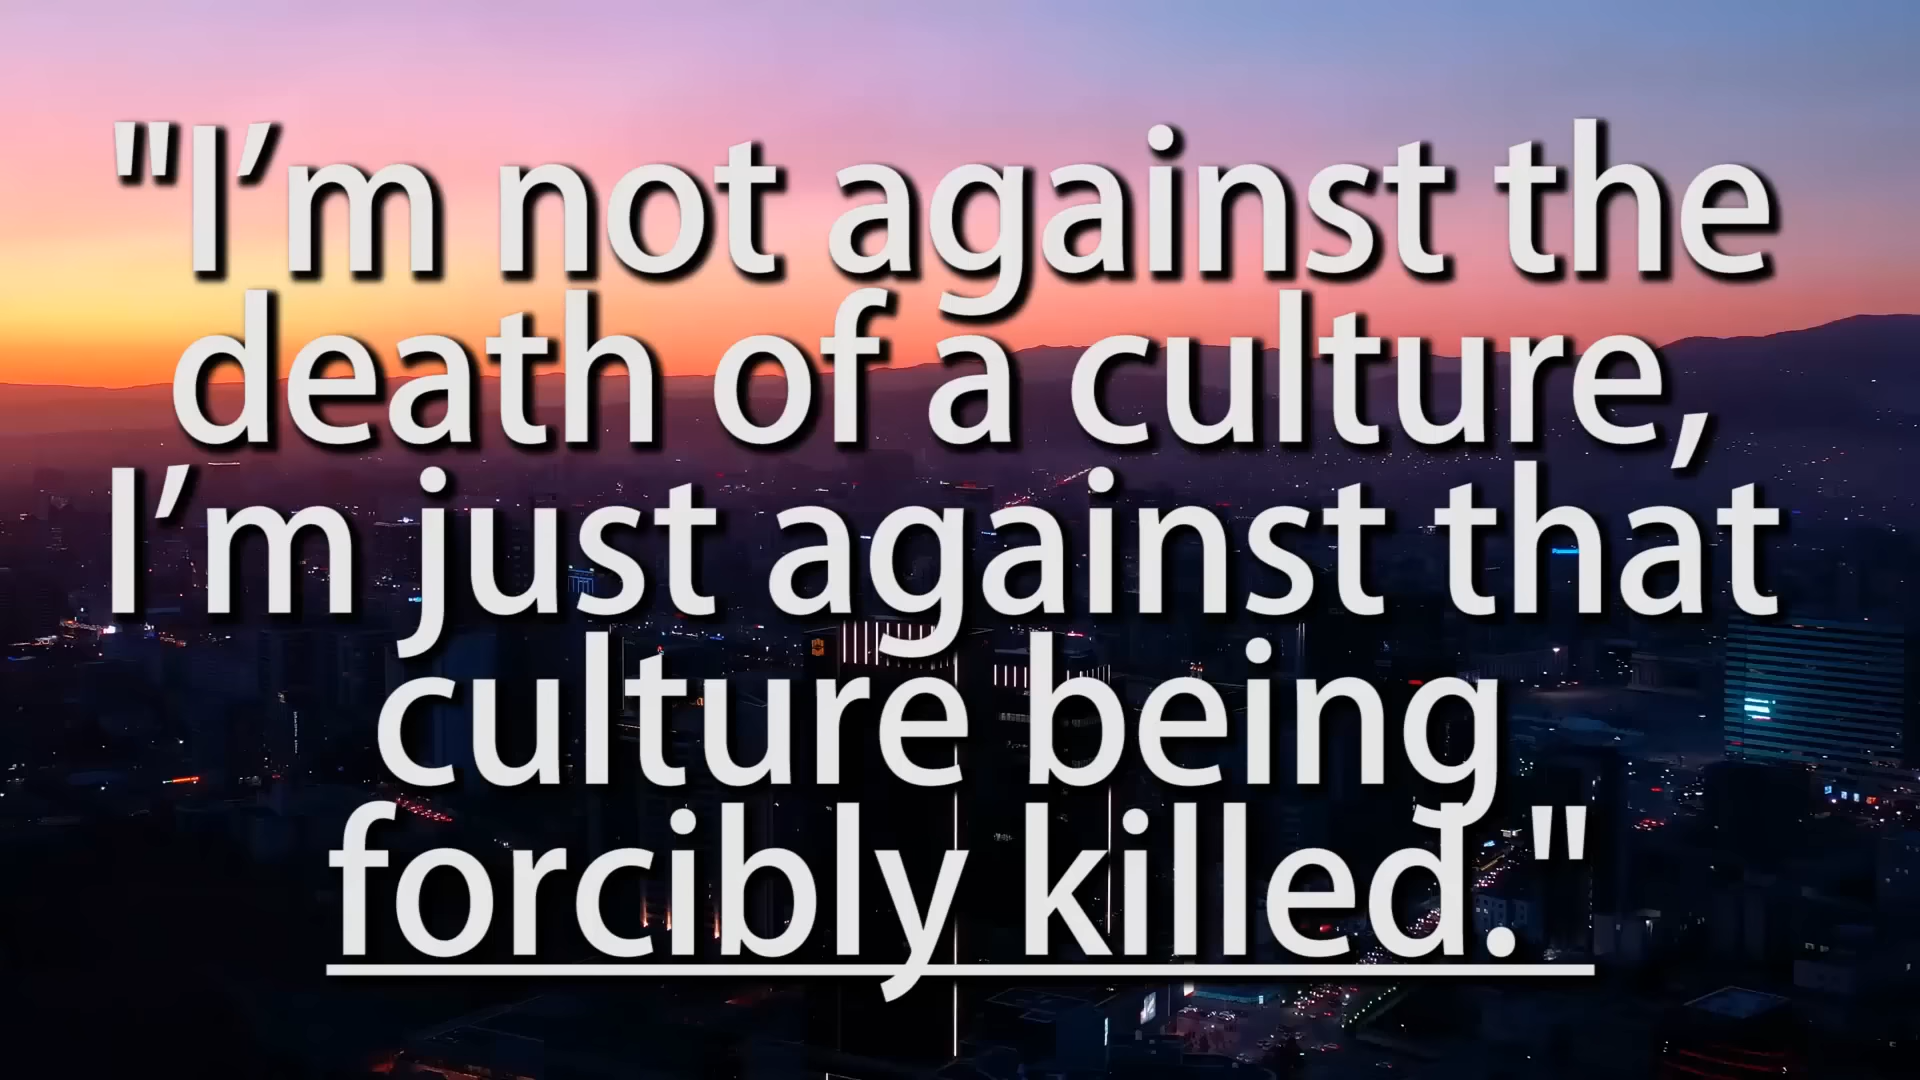 "I’m not against the
death of a culture,
I’m just against that
culture being
forcibly killed."